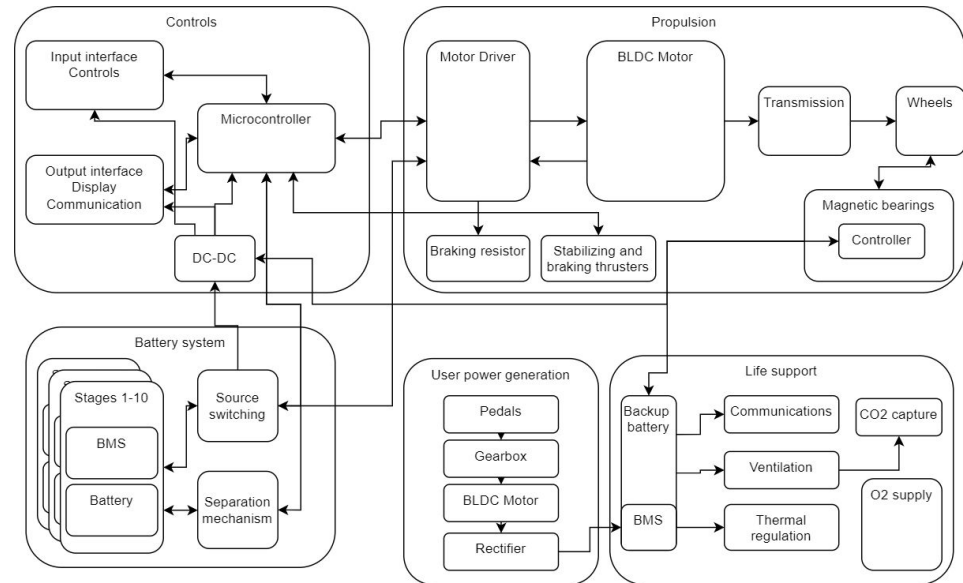 Controls
Input interface
Controls
Microcontroller
Output interface
Display
Communication
DC-DC
Propulsion
Motor Driver
BLDC Motor
Transmission
Wheels
Braking resistor
Stabilizing and
braking thrusters
Magnetic bearings
Controller
Battery system
Stages 1-10
BMS
Battery
Source
switching
Separation
mechanism
User power generation
Pedals
Gearbox
BLDC Motor
Rectifier
Life support
Backup
battery
BMS
Communications
Ventilation
Thermal
regulation
CO2 capture
O2 supply